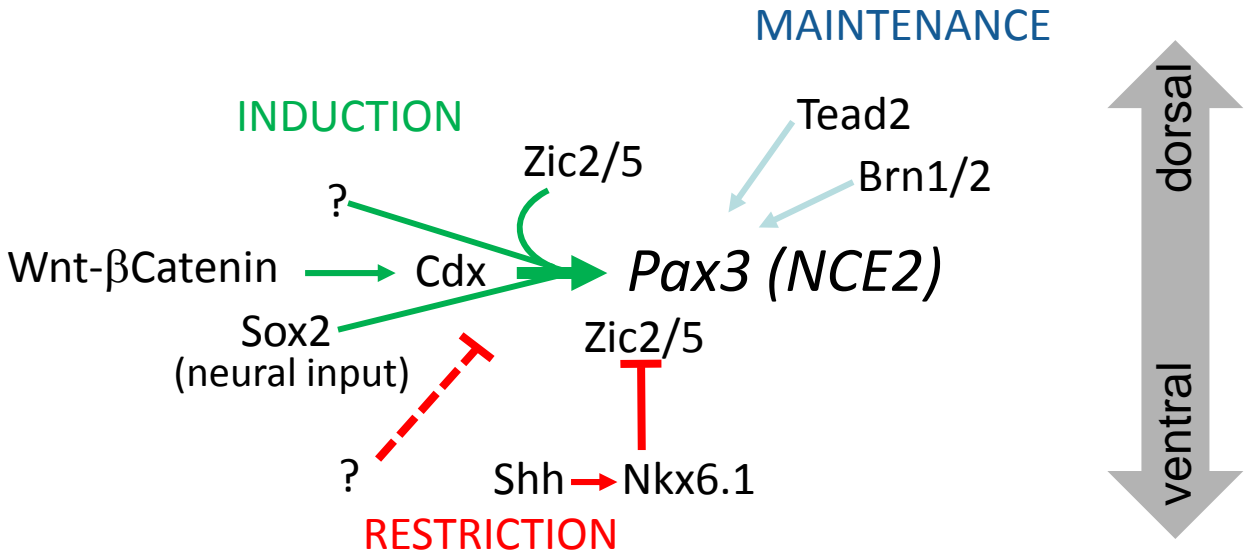 MAINTENANCE
INDUCTION
Tead2
Zic2/5
Brn1/2
?
Wnt-βCatenin
Cdx
Pax3 (NCE2)
Sox2
(neural input)
Zic2/5
?
Shh
Nkx6.1
RESTRICTION
dorsal
ventral